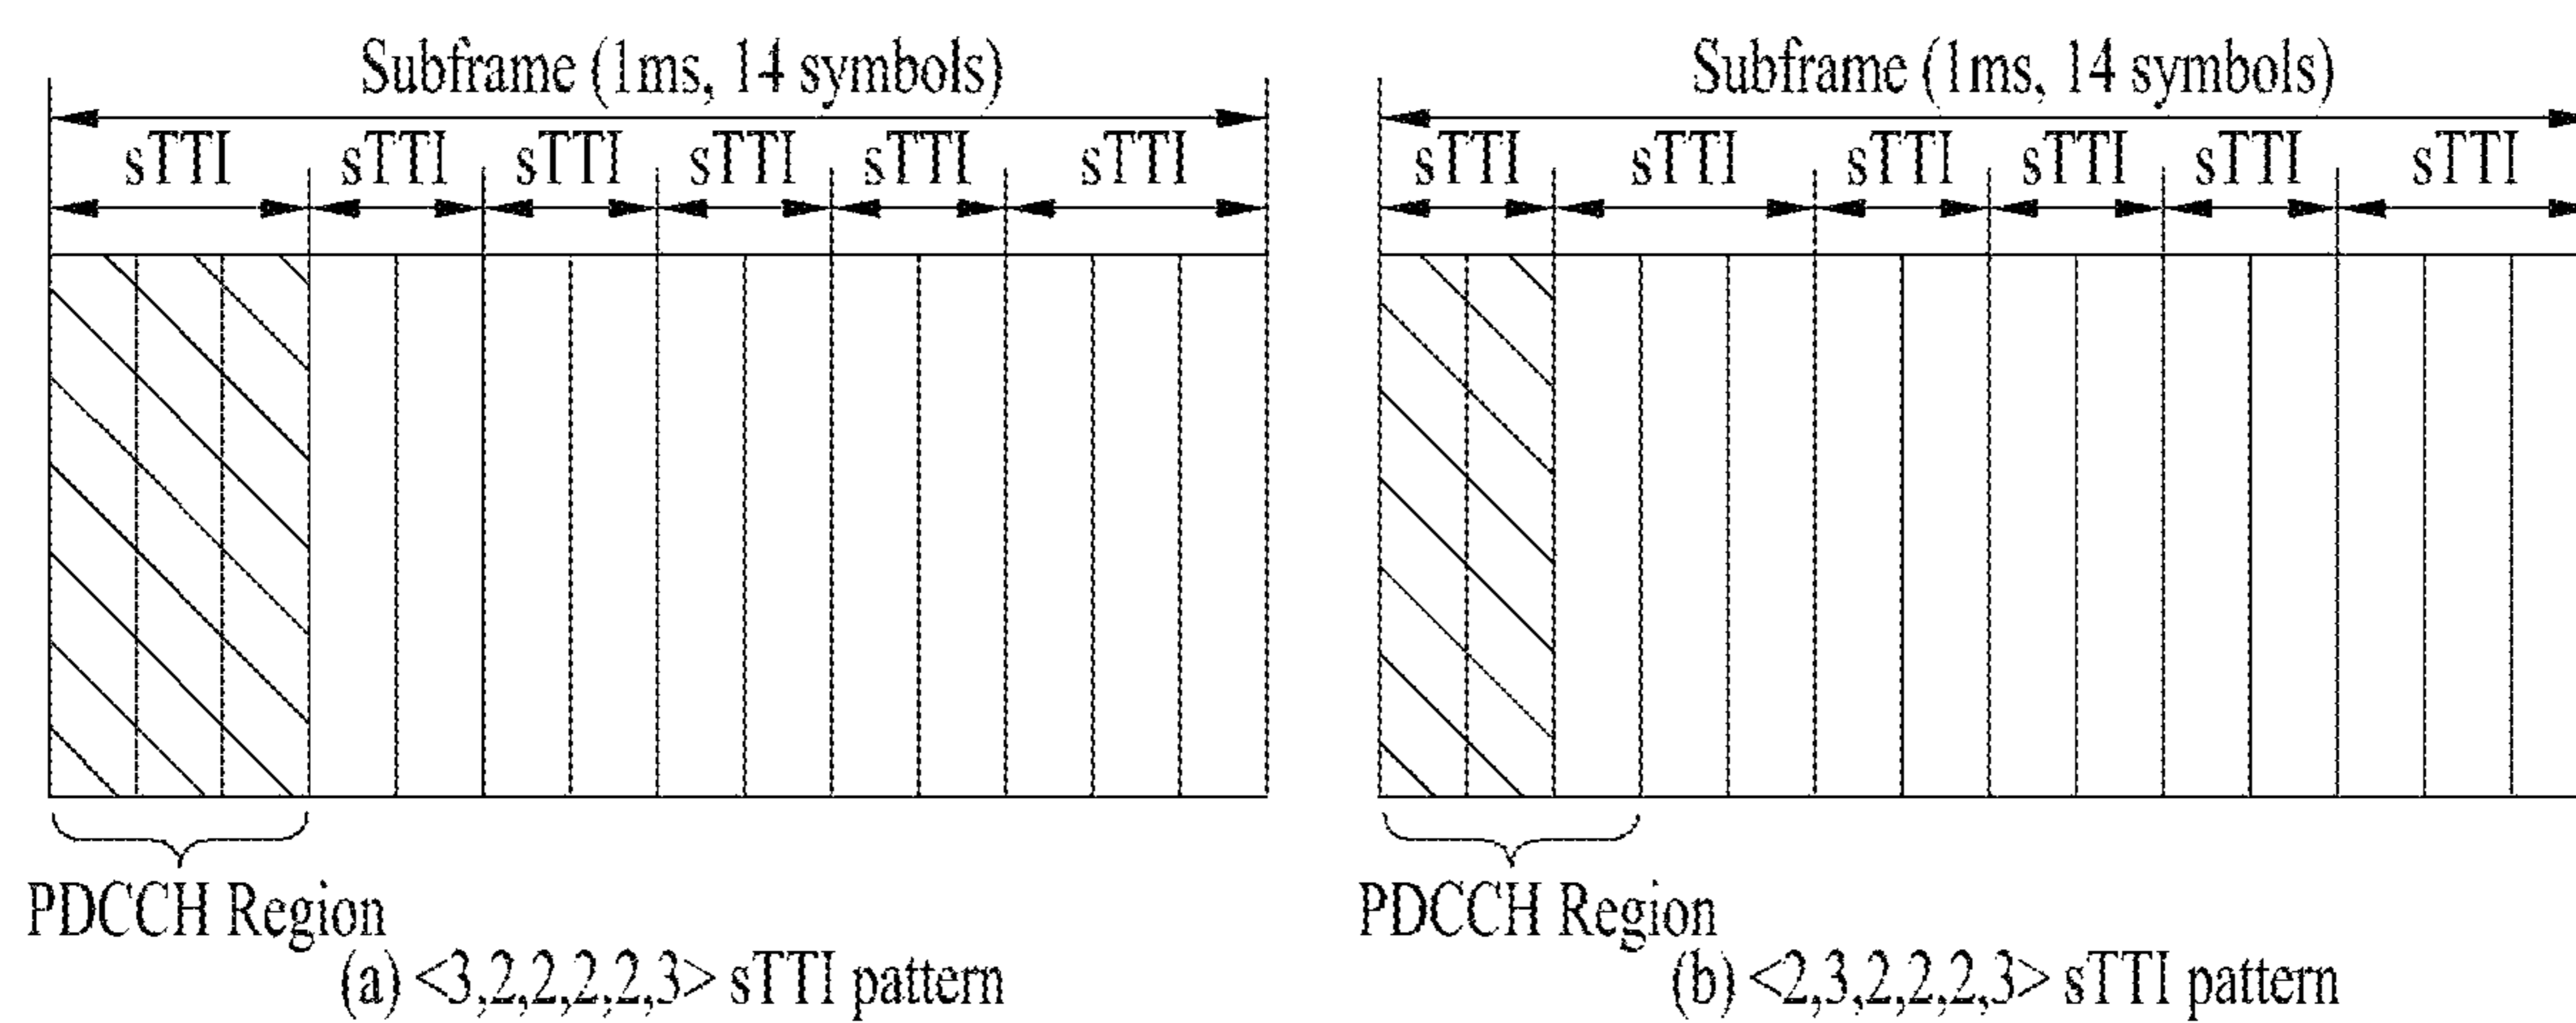 Subframe (1ms, 14 symbols)
sTTI sTTI sTTI sTTI sTTI sTTI
PDCCH Region
(a) <3,2,2,2,2,3> sTTI pattern
Subframe (1ms, 14 symbols)
sTTI sTTI sTTI sTTI sTTI sTTI
PDCCH Region
(b) <2,3,2,2,2,3> sTTI pattern